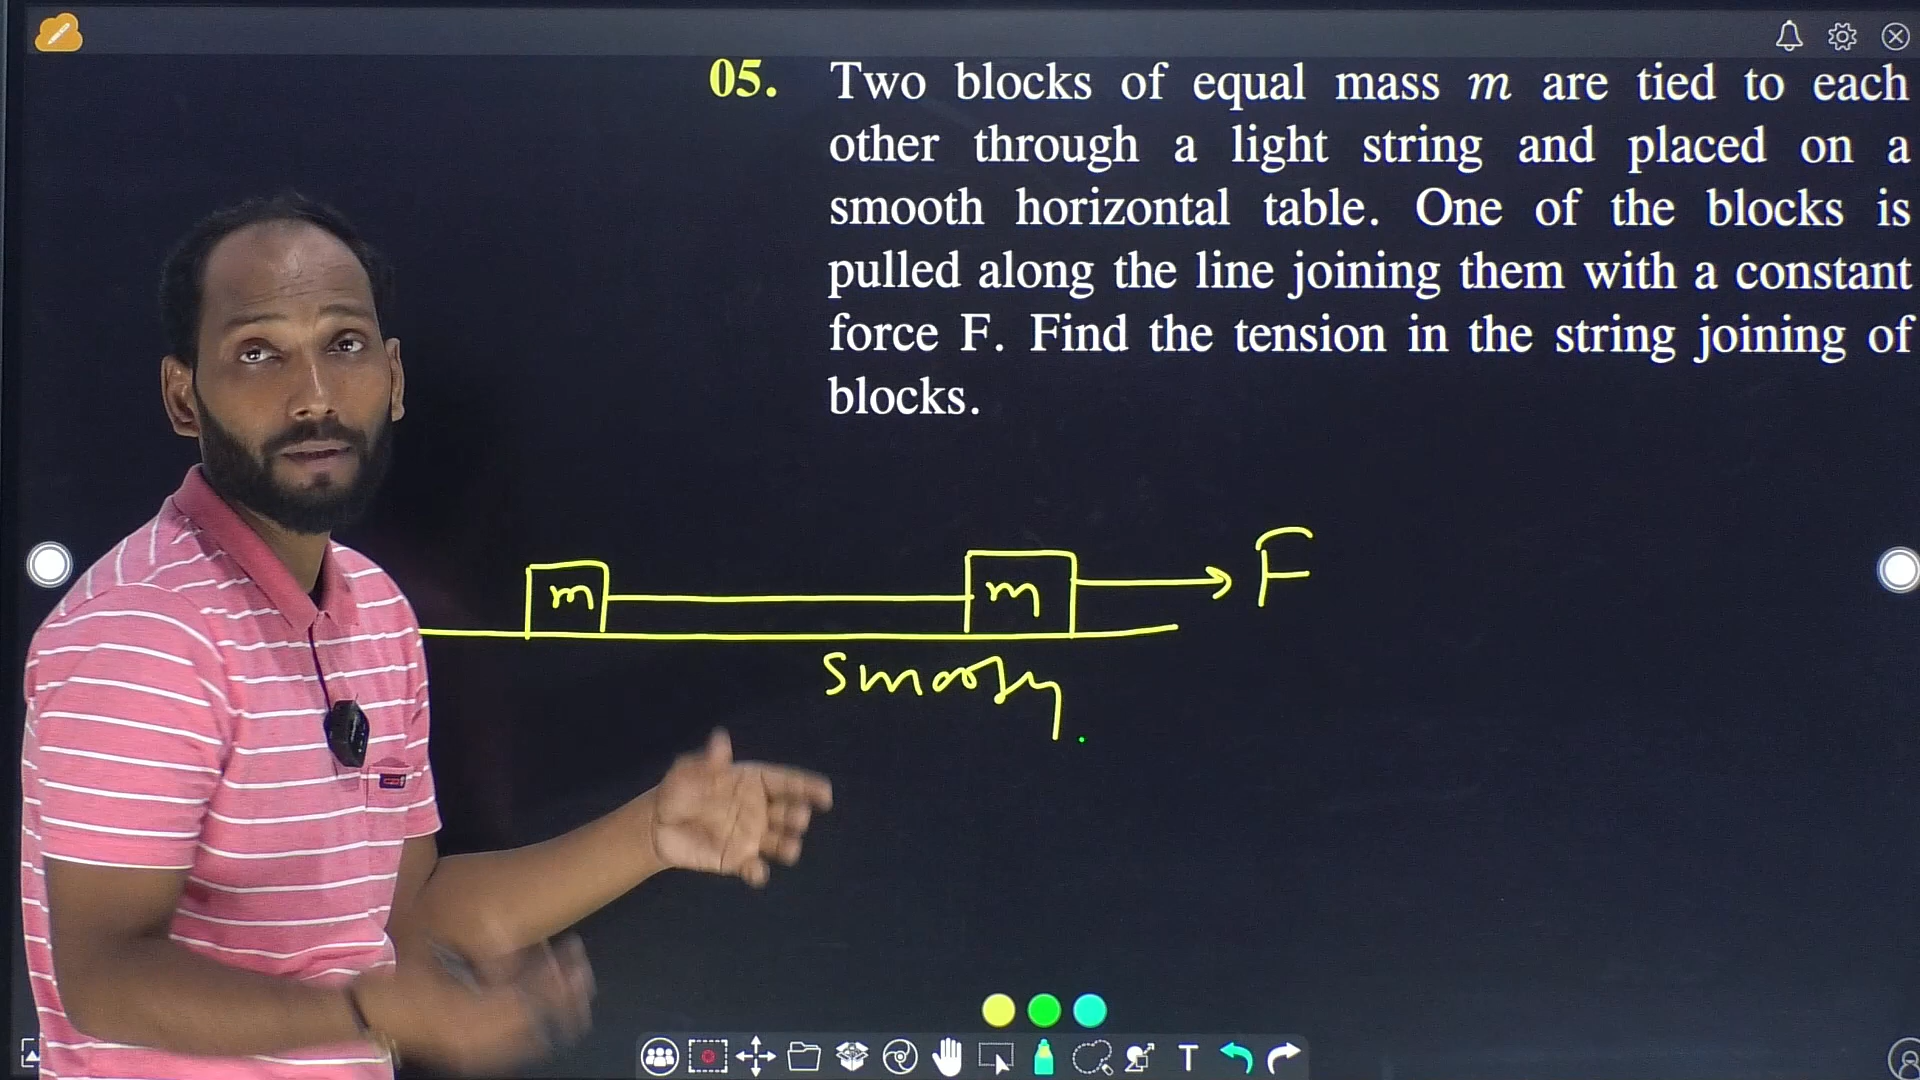 05. Two blocks of equal mass m are tied to each
other through a light string and placed on a
smooth horizontal table. One of the blocks is
pulled along the line joining them with a constant
force F. Find the tension in the string joining of
blocks.
F
m m
T